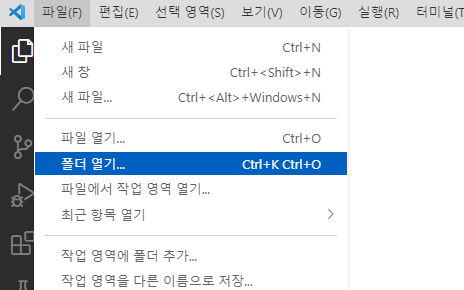 파일(F) 편집(E) 선택 영역(S) 보기(V) 이동(G) 실행(R) 터미널(T
새 파일 Ctrl+N
새 창 Ctrl+<Shift>+N
새 파일... Ctrl+<Alt>+Windows+N
파일 열기... Ctrl+O
폴더 열기... Ctrl+K Ctrl+O
파일에서 작업 영역 열기...
최근 항목 열기
작업 영역에 폴더 추가...
작업 영역을 다른 이름으로 저장...